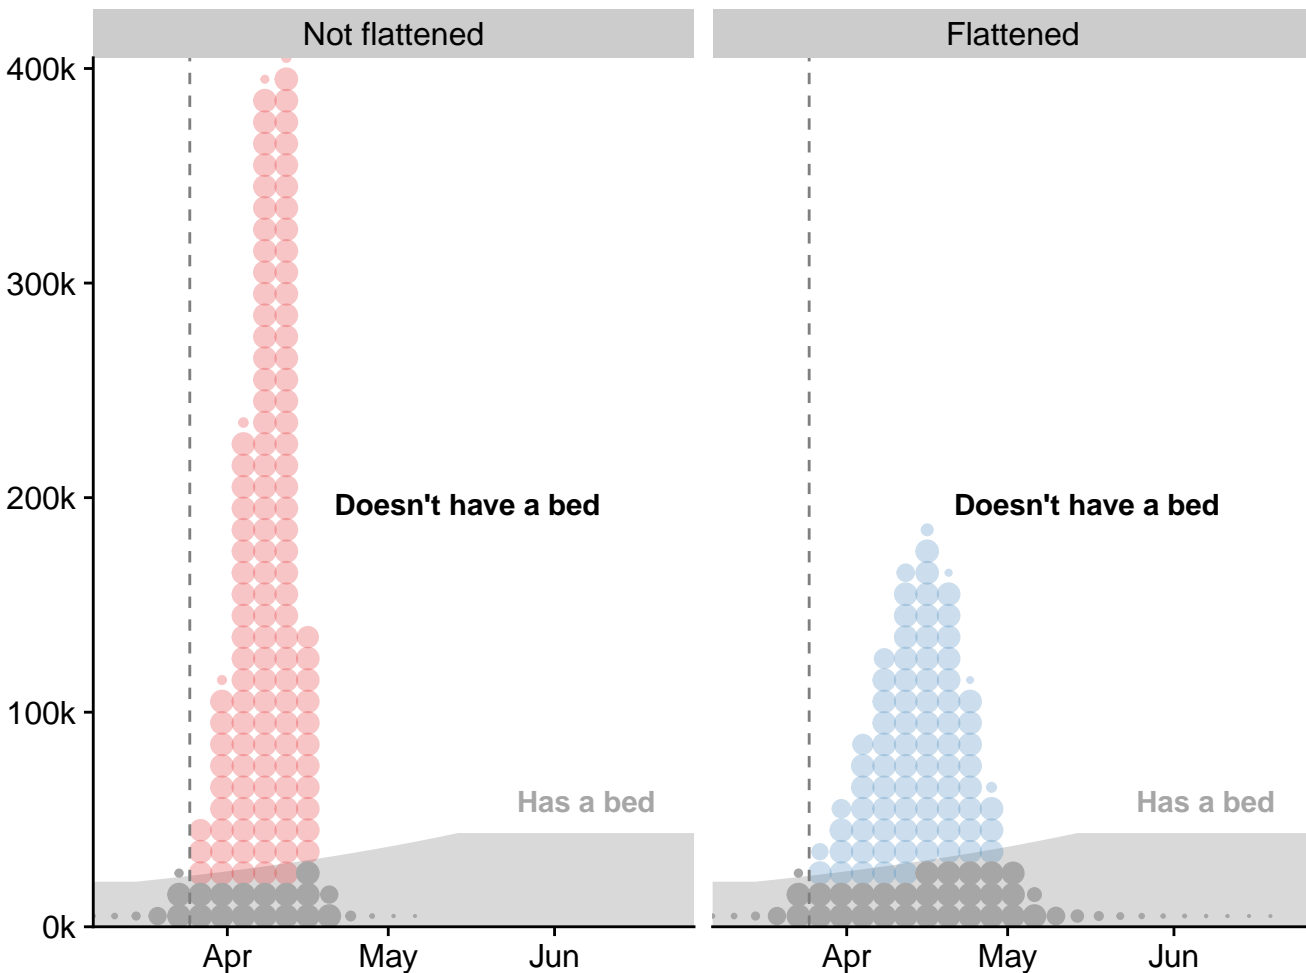 Not flattened
Flattened
400k
300k
200k
100k
0k
Doesn't have a bed
Doesn't have a bed
Has a bed
Has a bed
Apr
May
Jun
Apr
May
Jun